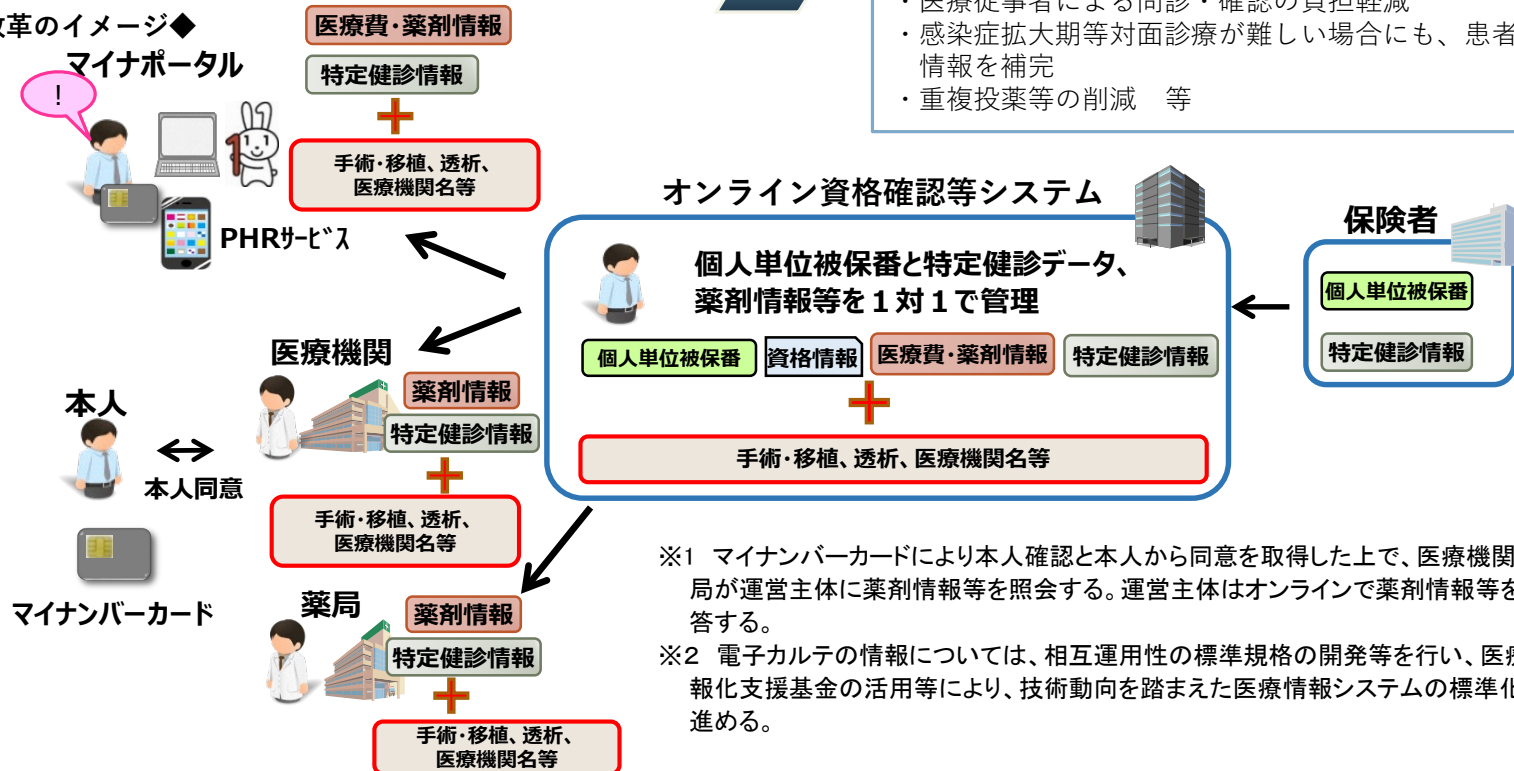 改革のイメージ◆
マイナポータル
!
医療費・薬剤情報
特定健診情報
手術・移植、透析、
医療機関名等
PHRｻｰﾋﾞｽ
・医療従事者による問診・確認の負担軽減
・感染症拡大期等対面診療が難しい場合にも、患者
情報を補完
・重複投薬等の削減　等
オンライン資格確認等システム
個人単位被保番と特定健診データ、
薬剤情報等を１対１で管理
個人単位被保番
資格情報
医療費・薬剤情報
特定健診情報
手術・移植、透析、医療機関名等
保険者
個人単位被保番
特定健診情報
医療機関
薬剤情報
特定健診情報
手術・移植、透析、
医療機関名等
本人
本人同意
マイナンバーカード
薬局
薬剤情報
特定健診情報
手術・移植、透析、
医療機関名等
※1　マイナンバーカードにより本人確認と本人から同意を取得した上で、医療機関
局が運営主体に薬剤情報等を照会する。運営主体はオンラインで薬剤情報等を
答する。
※2　電子カルテの情報については、相互運用性の標準規格の開発等を行い、医療
報化支援基金の活用等により、技術動向を踏まえた医療情報システムの標準化
進める。